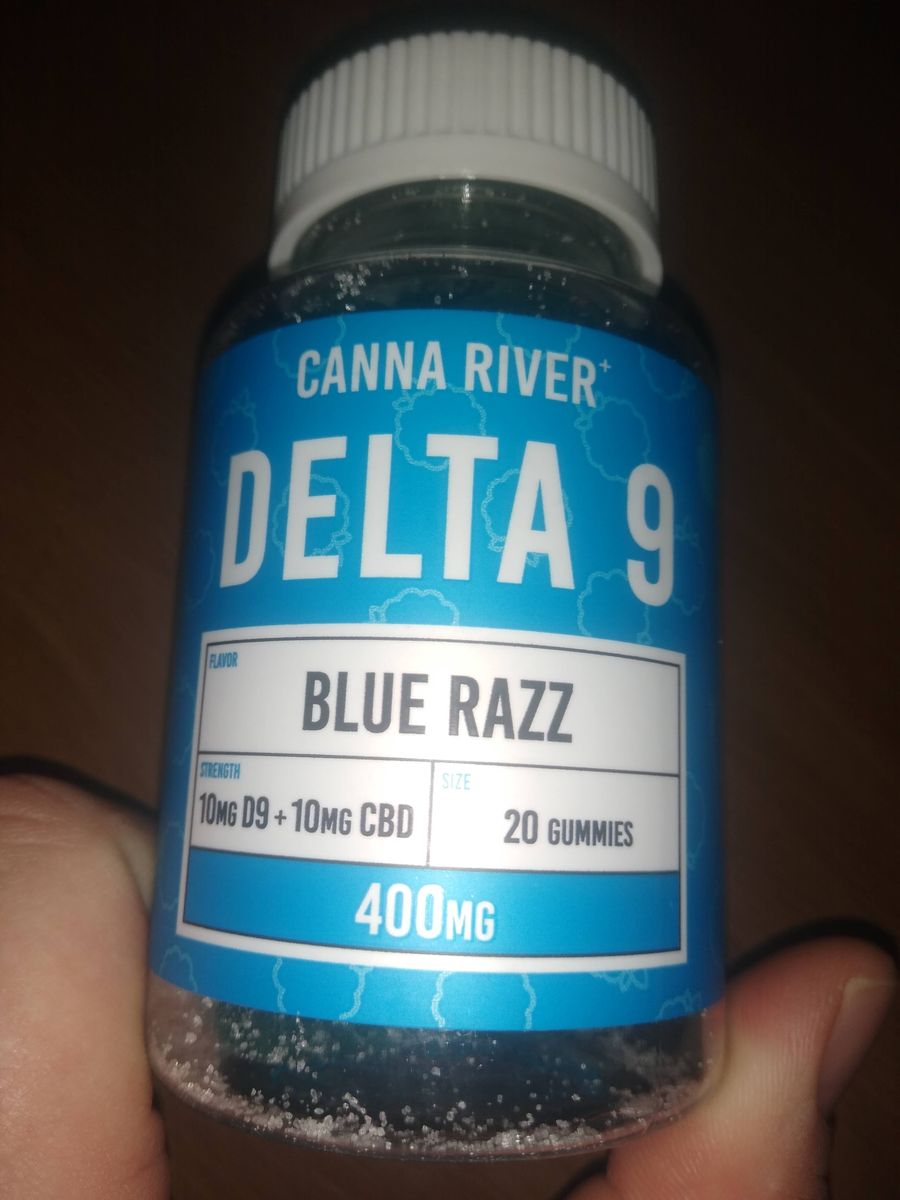 CANNA RIVER+
DELTA 9
FLAVOR
BLUE RAZZ
STRENGTH
10MG D9 + 10MG CBD
SIZE
20 GUMMIES
400MG